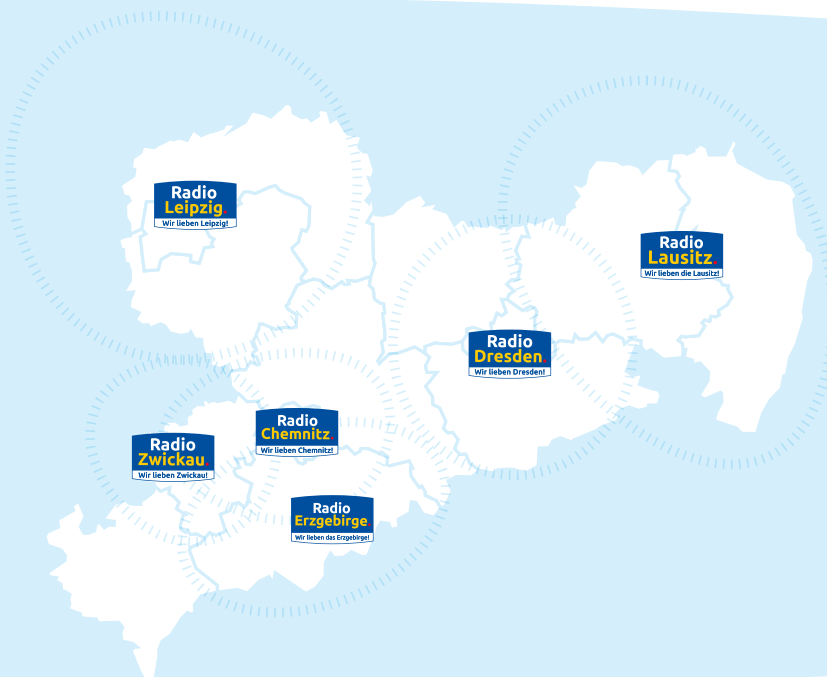 Radio
Leipzig.
Wir lieben Leipzig!
Radio
Lausitz.
Wir lieben die Lausitz!
Radio
Dresden.
Wir lieben Dresden!
Radio
Chemnitz.
Wir lieben Chemnitz!
Radio
Zwickau.
Wir lieben Zwickau!
Radio
Erzgebirge.
Wir lieben das Erzgebirge!